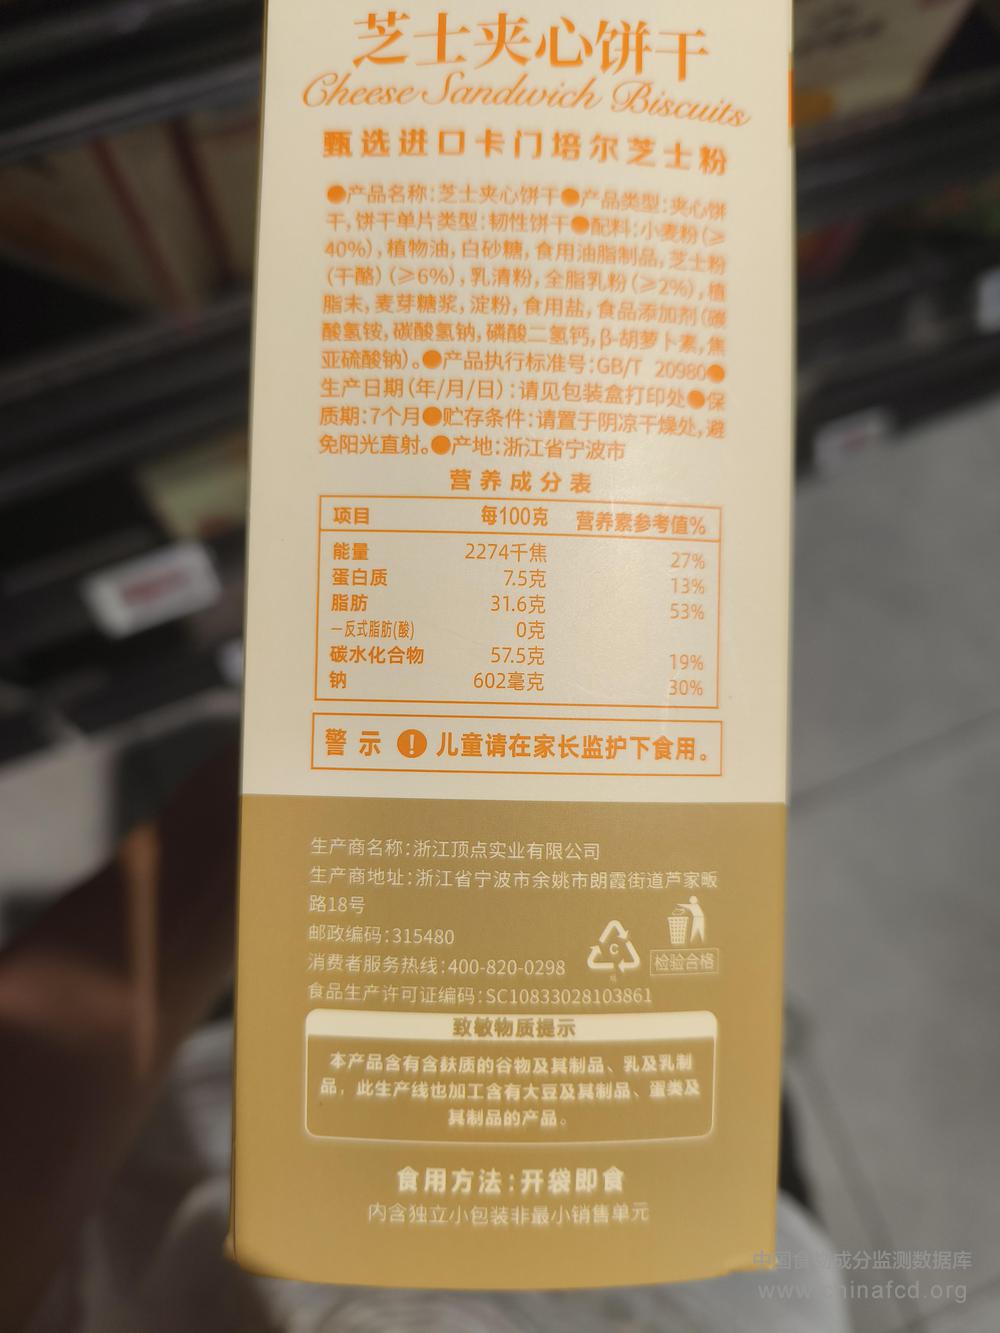 芝士夹心饼干
Cheese Sandwich Biscuits
甄选进口卡门培尔芝士粉
●产品名称:芝士夹心饼干●产品类型:夹心饼
干,饼干单片类型:韧性饼干●配料:小麦粉(≥
40%),植物油,白砂糖,食用油脂制品,芝士粉
(干酪)(≥6%),乳清粉,全脂乳粉(≥2%),植
脂末,麦芽糖浆,淀粉,食用盐,食品添加剂(碳
酸氢铵,碳酸氢钠,磷酸二氢钙,β-胡萝卜素,焦
亚硫酸钠)。●产品执行标准号:GB/T 20980●
生产日期(年/月/日):请见包装盒打印处●保
质期:7个月●贮存条件:请置于阴凉干燥处,避
免阳光直射。●产地:浙江省宁波市
营养成分表
项目 每100克 营养素参考值%
能量 2274千焦 27%
蛋白质 7.5克 13%
脂肪 31.6克 53%
—反式脂肪(酸) 0克
碳水化合物 57.5克 19%
钠 602毫克 30%
警示 ! 儿童请在家长监护下食用。
生产商名称:浙江顶点实业有限公司
生产商地址:浙江省宁波市余姚市朗霞街道芦家畈
路18号
邮政编码:315480
消费者服务热线:400-820-0298
C
检验合格
食品生产许可证编码:SC10833028103861
致敏物质提示
本产品含有含麸质的谷物及其制品、乳及乳制
品，此生产线也加工含有大豆及其制品、蛋类及
其制品的产品。
食用方法:开袋即食
内含独立小包装非最小销售单元
中国食物成分监测数据库
www.chinafcd.org